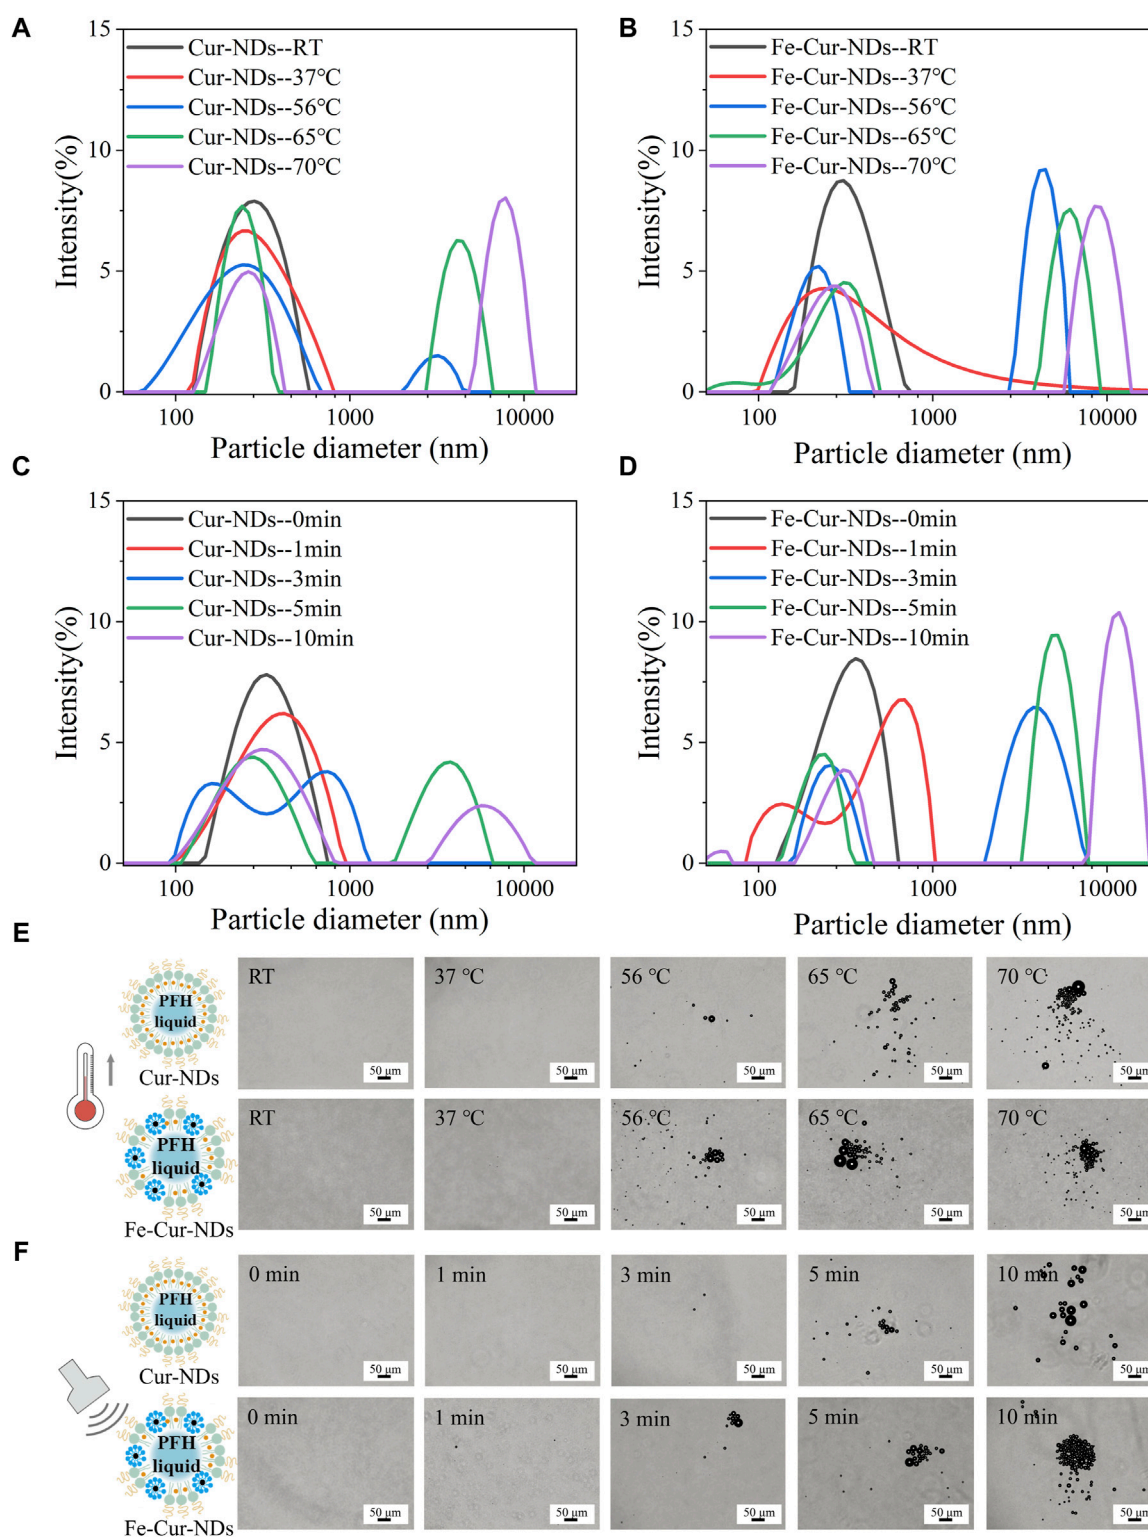 A
15
10
5
0
Intensity(%)
Cur-NDs--RT
Cur-NDs--37℃
Cur-NDs--56℃
Cur-NDs--65℃
Cur-NDs--70℃
100
1000
10000
Particle diameter (nm)
B
15
10
5
0
Intensity(%)
Fe-Cur-NDs--RT
Fe-Cur-NDs--37℃
Fe-Cur-NDs--56℃
Fe-Cur-NDs--65℃
Fe-Cur-NDs--70℃
100
1000
10000
Particle diameter (nm)
C
15
10
5
0
Intensity(%)
Cur-NDs--0min
Cur-NDs--1min
Cur-NDs--3min
Cur-NDs--5min
Cur-NDs--10min
100
1000
10000
Particle diameter (nm)
D
15
10
5
0
Intensity(%)
Fe-Cur-NDs--0min
Fe-Cur-NDs--1min
Fe-Cur-NDs--3min
Fe-Cur-NDs--5min
Fe-Cur-NDs--10min
100
1000
10000
Particle diameter (nm)
E
PFH
liquid
Cur-NDs
RT
50 μm
37 ℃
50 μm
56 ℃
50 μm
65 ℃
50 μm
70 ℃
50 μm
PFH
liquid
Fe-Cur-NDs
RT
50 μm
37 ℃
50 μm
56 ℃
50 μm
65 ℃
50 μm
70 ℃
50 μm
F
PFH
liquid
Cur-NDs
0 min
50 μm
1 min
50 μm
3 min
50 μm
5 min
50 μm
10 min
50 μm
PFH
liquid
Fe-Cur-NDs
0 min
50 μm
1 min
50 μm
3 min
50 μm
5 min
50 μm
10 min
50 μm